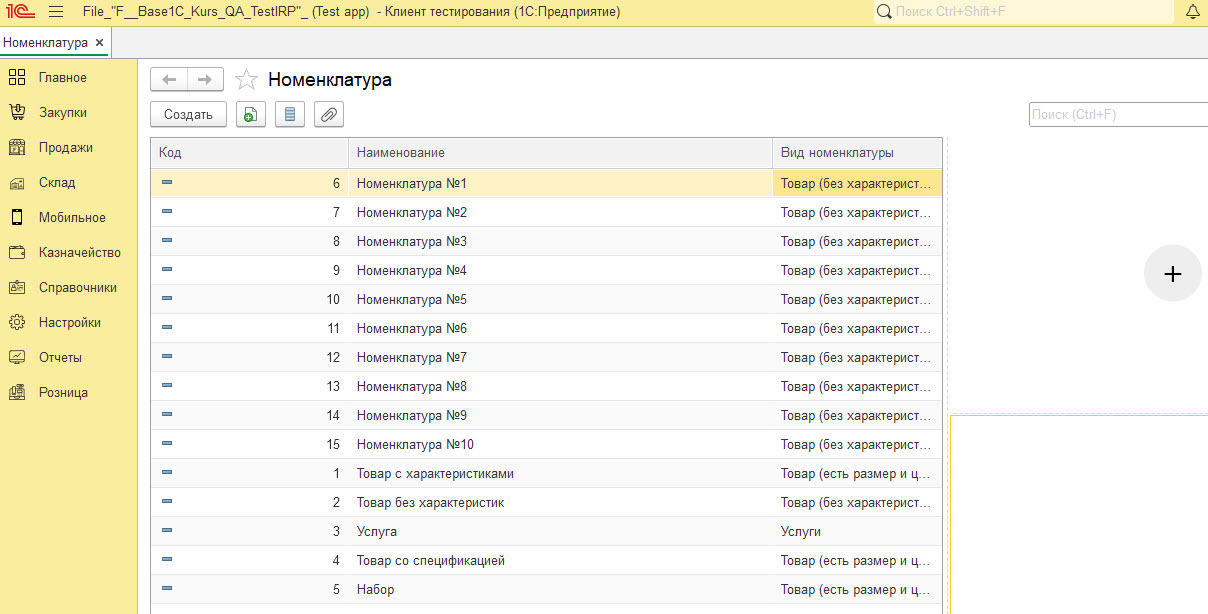 1С File_"F__Base1C_Kurs_QA_TestIRP"_ (Test app) - Клиент тестирования (1С:Предприятие) Поиск Ctrl+Shift+F
Номенклатура ×
Главное
Закупки
Продажи
Склад
Мобильное
Казначейство
Справочники
Настройки
Отчеты
Розница
Номенклатура
Создать Поиск (Ctrl+F)
Код Наименование Вид номенклатуры
6 Номенклатура №1 Товар (без характерист...
7 Номенклатура №2 Товар (без характерист...
8 Номенклатура №3 Товар (без характерист...
9 Номенклатура №4 Товар (без характерист...
10 Номенклатура №5 Товар (без характерист...
11 Номенклатура №6 Товар (без характерист...
12 Номенклатура №7 Товар (без характерист...
13 Номенклатура №8 Товар (без характерист...
14 Номенклатура №9 Товар (без характерист...
15 Номенклатура №10 Товар (без характерист...
1 Товар с характеристиками Товар (есть размер и ц...
2 Товар без характеристик Товар (без характерист...
3 Услуга Услуги
4 Товар со спецификацией Товар (есть размер и ц...
5 Набор Товар (есть размер и ц...